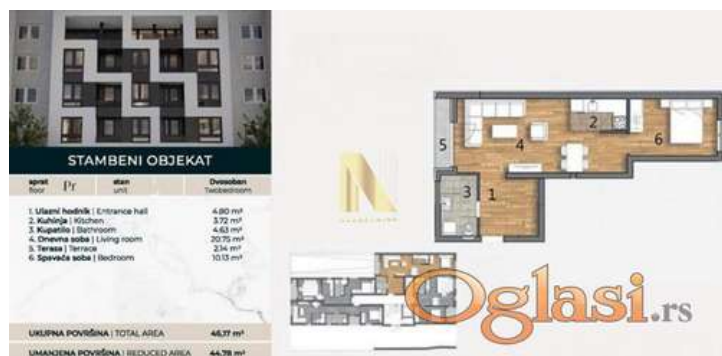 STAMBENI OBJEKAT
sprat floor Pr stan unit Dvosoban Twobedroom
1. Ulazni hodnik | Entrance hall 4.80 m²
2. Kuhinja | Kitchen 3.72 m²
3. Kupatilo | Bathroom 4.63 m²
4. Dnevna soba | Living room 20.75 m²
5. Terasa | Terrace 2.14 m²
6. Spavaća soba | Bedroom 10.13 m²
UKUPNA POVRŠINA | TOTAL AREA 46,17 m²
UMANJENA POVRŠINA | REDUCED AREA 44.78 m²
N
1
2
3
4
5
6
Oglasi.rs